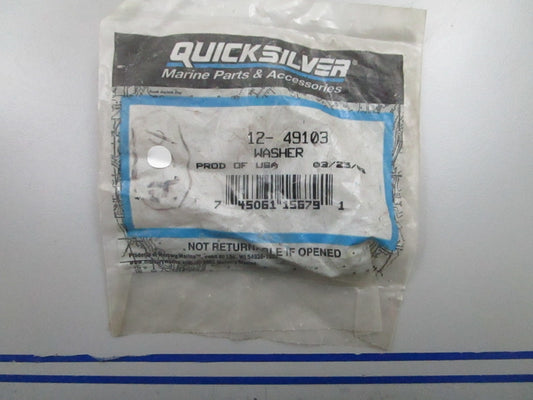 QUICKSILVER®
Marine Parts & Accessories
12- 49103
WASHER
PROD OF USA
7 45061 15679 1
NOT RETURNABLE IF OPENED